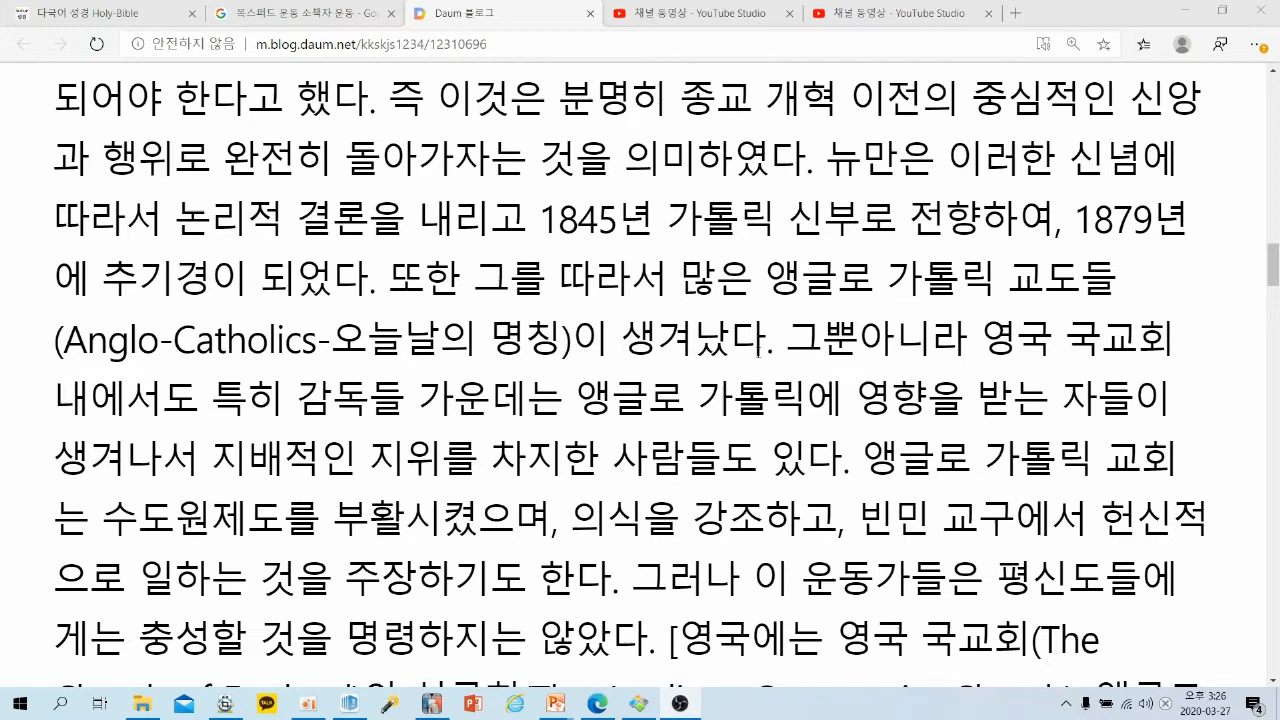 다국어 성경 Holy-Bible
옥스퍼드 운동 소책자 운동 - Goo
Daum 블로그
채널 동영상 - YouTube Studio
채널 동영상 - YouTube Studio
안전하지 않음
m.blog.daum.net/kkskjs1234/12310696
되어야 한다고 했다. 즉 이것은 분명히 종교 개혁 이전의 중심적인 신앙
과 행위로 완전히 돌아가자는 것을 의미하였다. 뉴만은 이러한 신념에
따라서 논리적 결론을 내리고 1845년 가톨릭 신부로 전향하여, 1879년
에 추기경이 되었다. 또한 그를 따라서 많은 앵글로 가톨릭 교도들
(Anglo-Catholics-오늘날의 명칭)이 생겨났다. 그뿐아니라 영국 국교회
내에서도 특히 감독들 가운데는 앵글로 가톨릭에 영향을 받는 자들이
생겨나서 지배적인 지위를 차지한 사람들도 있다. 앵글로 가톨릭 교회
는 수도원제도를 부활시켰으며, 의식을 강조하고, 빈민 교구에서 헌신적
으로 일하는 것을 주장하기도 한다. 그러나 이 운동가들은 평신도들에
게는 충성할 것을 명령하지는 않았다. [영국에는 영국 국교회(The
오후 3:26
2020-03-27